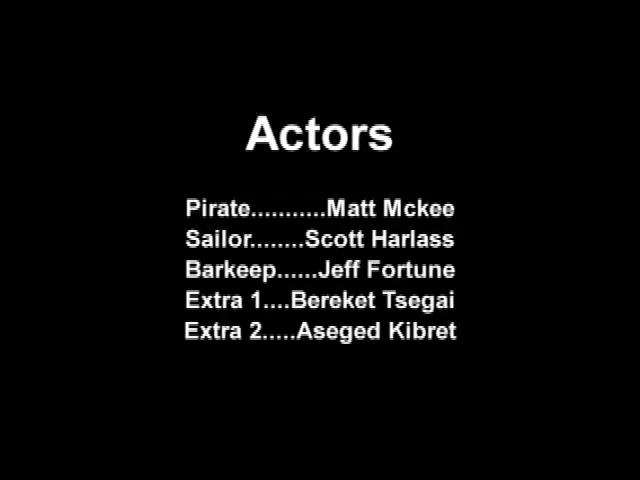 Actors
Pirate...........Matt Mckee
Sailor........Scott Harlass
Barkeep......Jeff Fortune
Extra 1....Bereket Tsegai
Extra 2.....Aseged Kibret